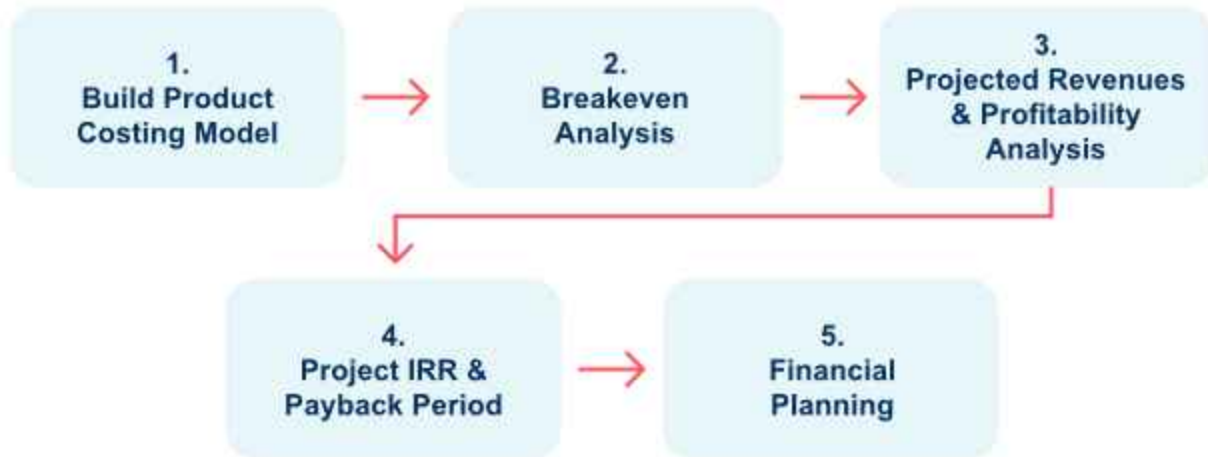 1.
Build Product
Costing Model
2.
Breakeven
Analysis
3.
Projected Revenues
& Profitability
Analysis
4.
Project IRR &
Payback Period
5.
Financial
Planning